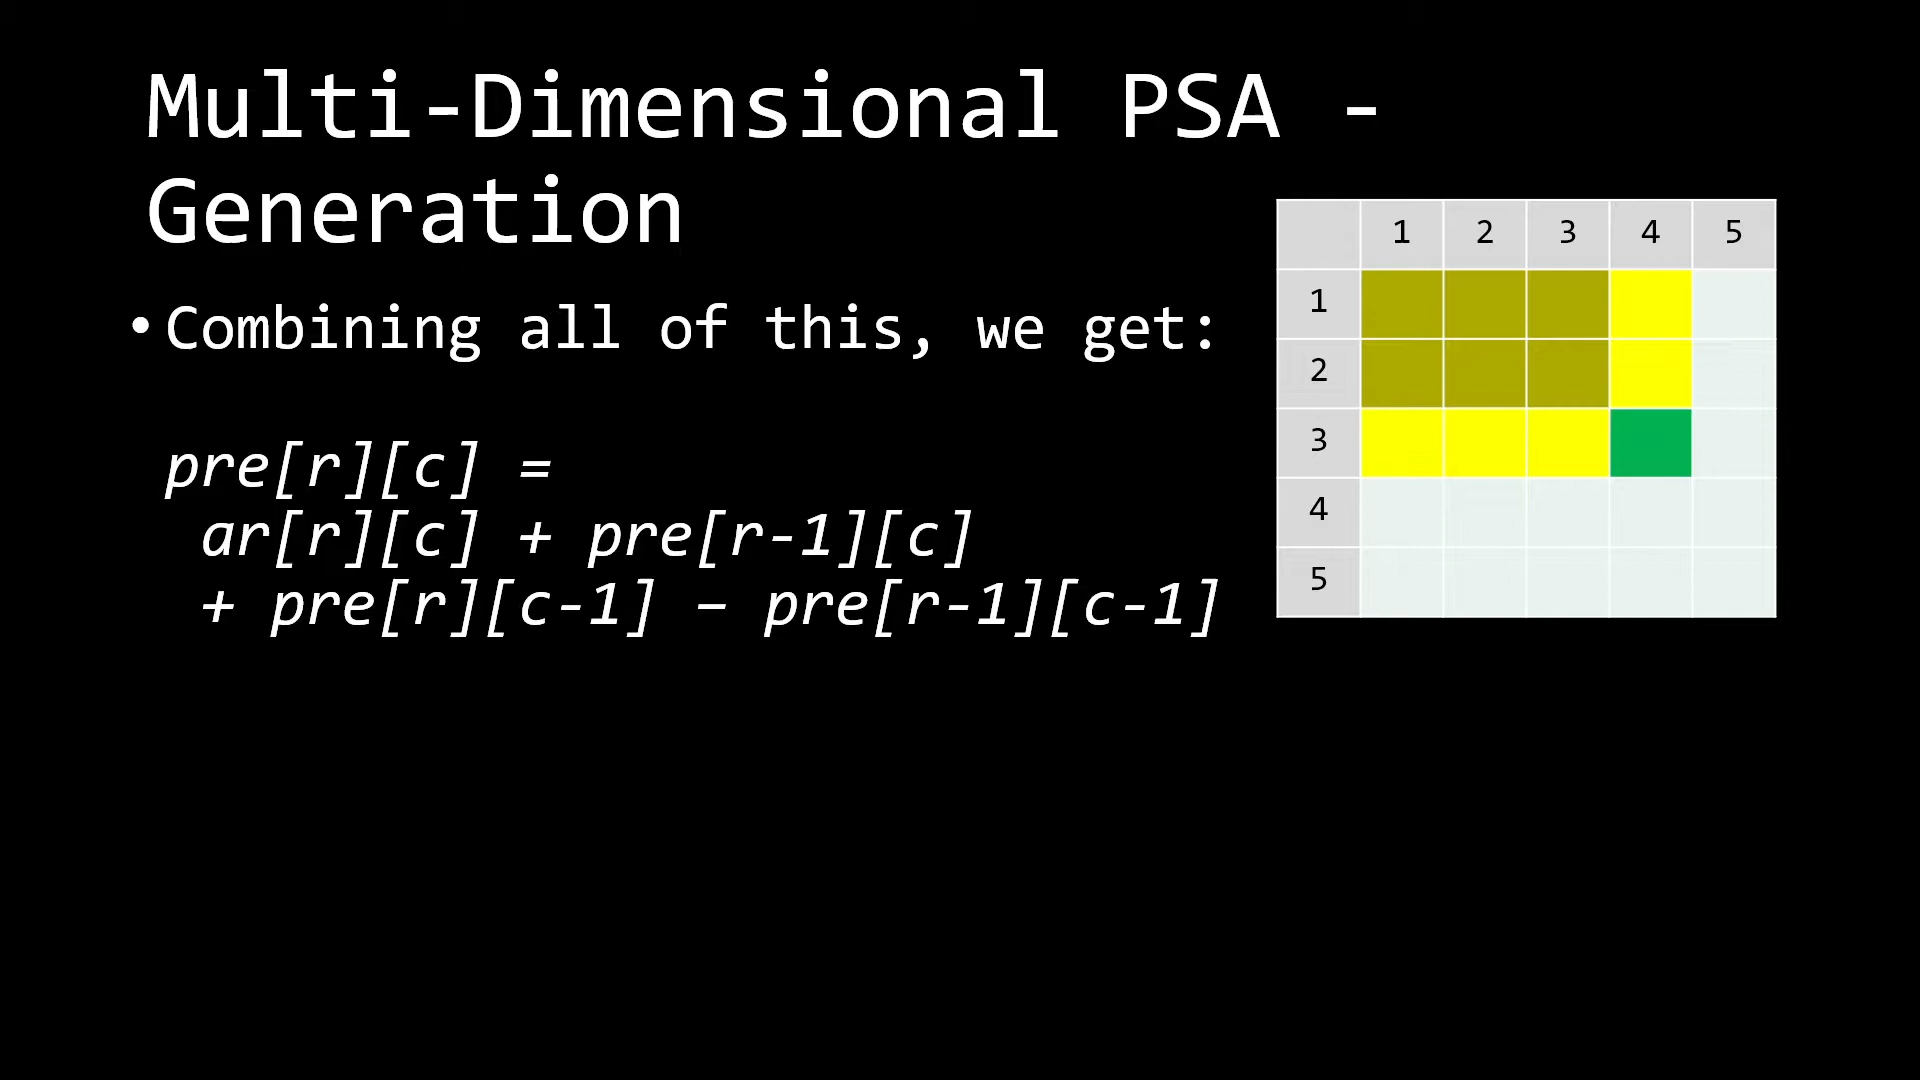 Multi-Dimensional PSA -
Generation
•Combining all of this, we get:
pre[r][c] =
ar[r][c] + pre[r-1][c]
+ pre[r][c-1] – pre[r-1][c-1]
1 2 3 4 5
1
2
3
4
5